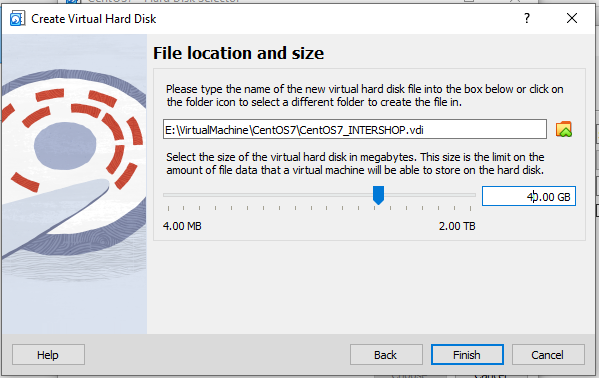 Create Virtual Hard Disk
File location and size
Please type the name of the new virtual hard disk file into the box below or click on
the folder icon to select a different folder to create the file in.
E:\VirtualMachine\CentOS7\CentOS7_INTERSHOP.vdi
Select the size of the virtual hard disk in megabytes. This size is the limit on the
amount of file data that a virtual machine will be able to store on the hard disk.
40.00 GB
4.00 MB
2.00 TB
Help
Back
Finish
Cancel